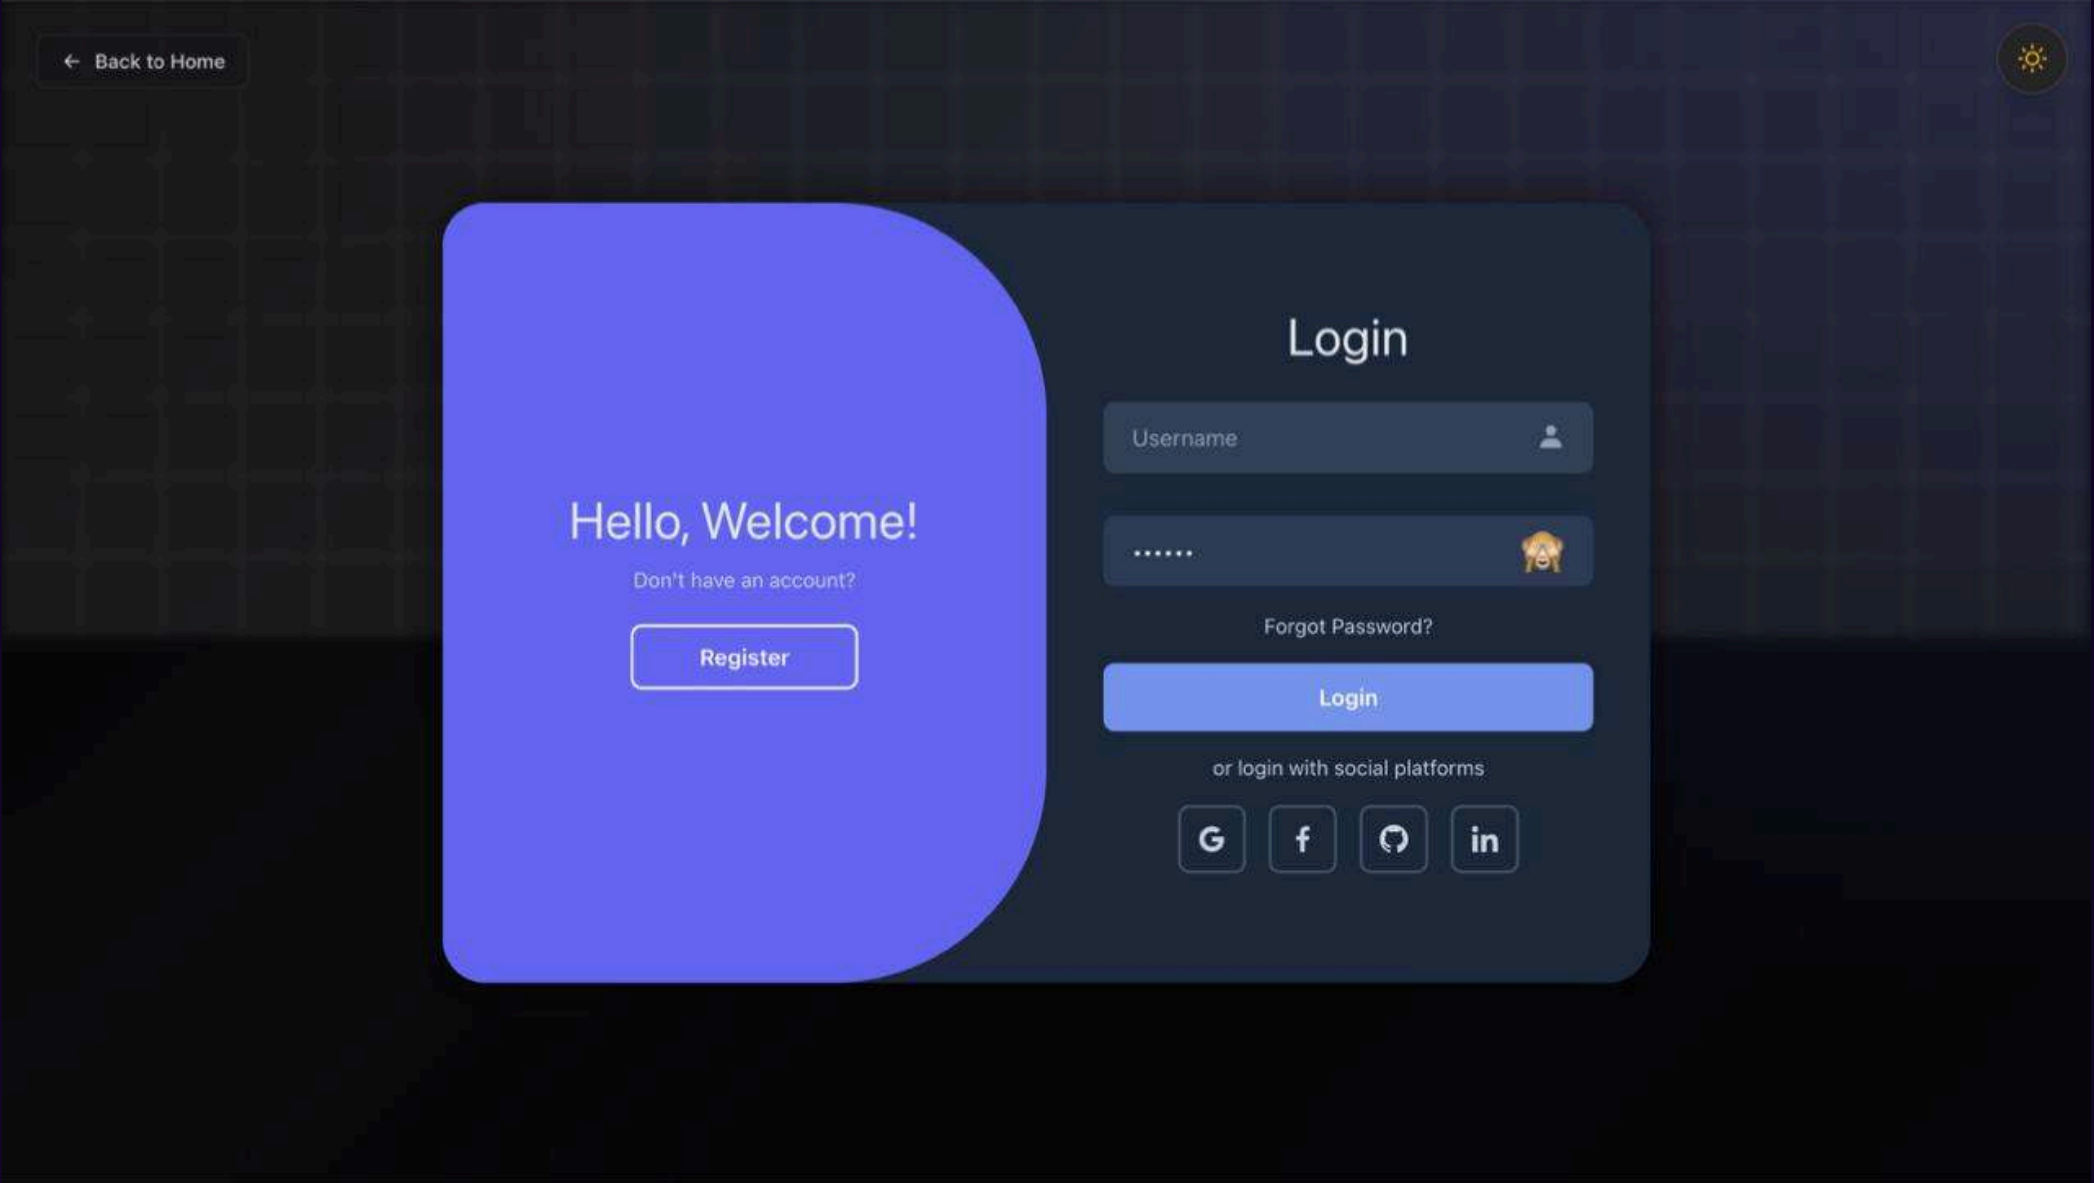 ← Back to Home
Hello, Welcome!
Don't have an account?
Register
Login
Username
••••••
Forgot Password?
Login
or login with social platforms
G f in